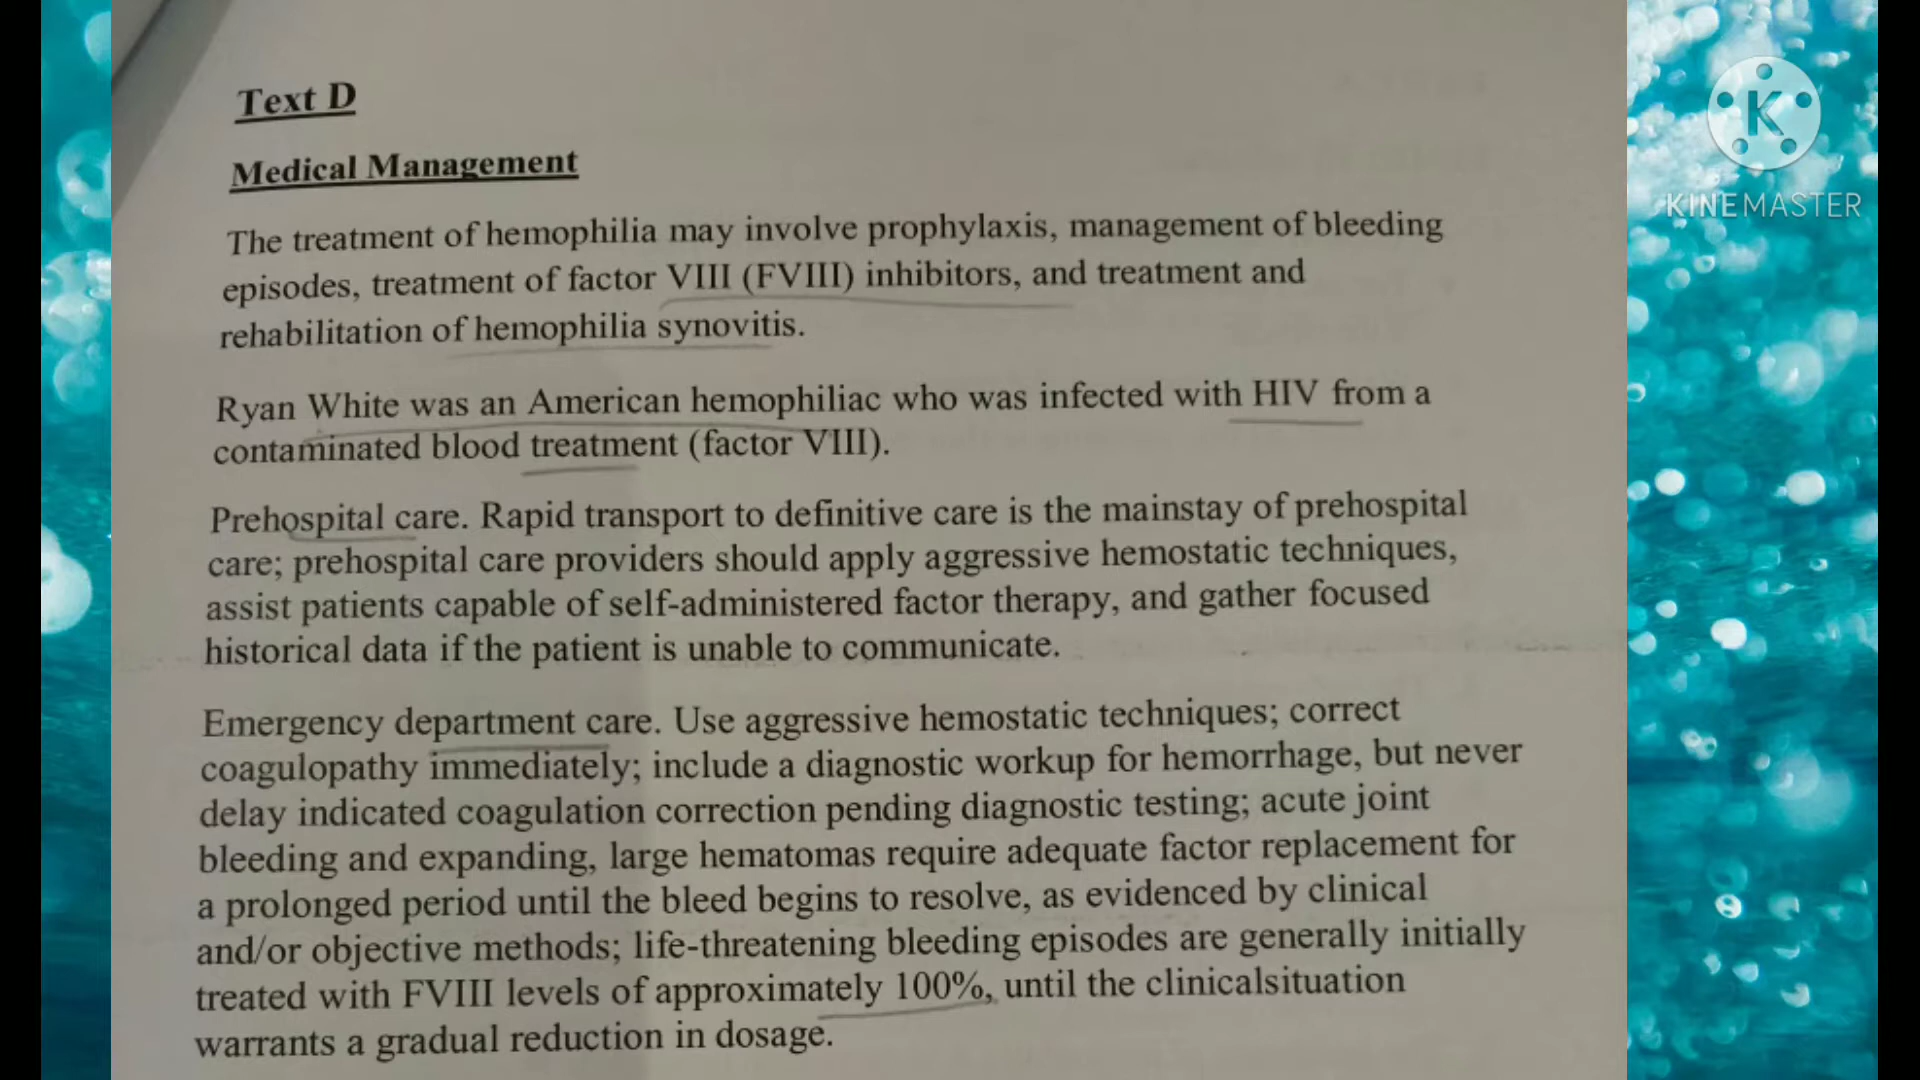 Text D
Medical Management
The treatment of hemophilia may involve prophylaxis, management of bleeding
episodes, treatment of factor VIII (FVIII) inhibitors, and treatment and
rehabilitation of hemophilia synovitis.
Ryan White was an American hemophiliac who was infected with HIV from a
contaminated blood treatment (factor VIII).
Prehospital care. Rapid transport to definitive care is the mainstay of prehospital
care; prehospital care providers should apply aggressive hemostatic techniques,
assist patients capable of self-administered factor therapy, and gather focused
historical data if the patient is unable to communicate.
Emergency department care. Use aggressive hemostatic techniques; correct
coagulopathy immediately; include a diagnostic workup for hemorrhage, but never
delay indicated coagulation correction pending diagnostic testing; acute joint
bleeding and expanding, large hematomas require adequate factor replacement for
a prolonged period until the bleed begins to resolve, as evidenced by clinical
and/or objective methods; life-threatening bleeding episodes are generally initially
treated with FVIII levels of approximately 100%, until the clinicalsituation
warrants a gradual reduction in dosage.
K
KINEMASTER